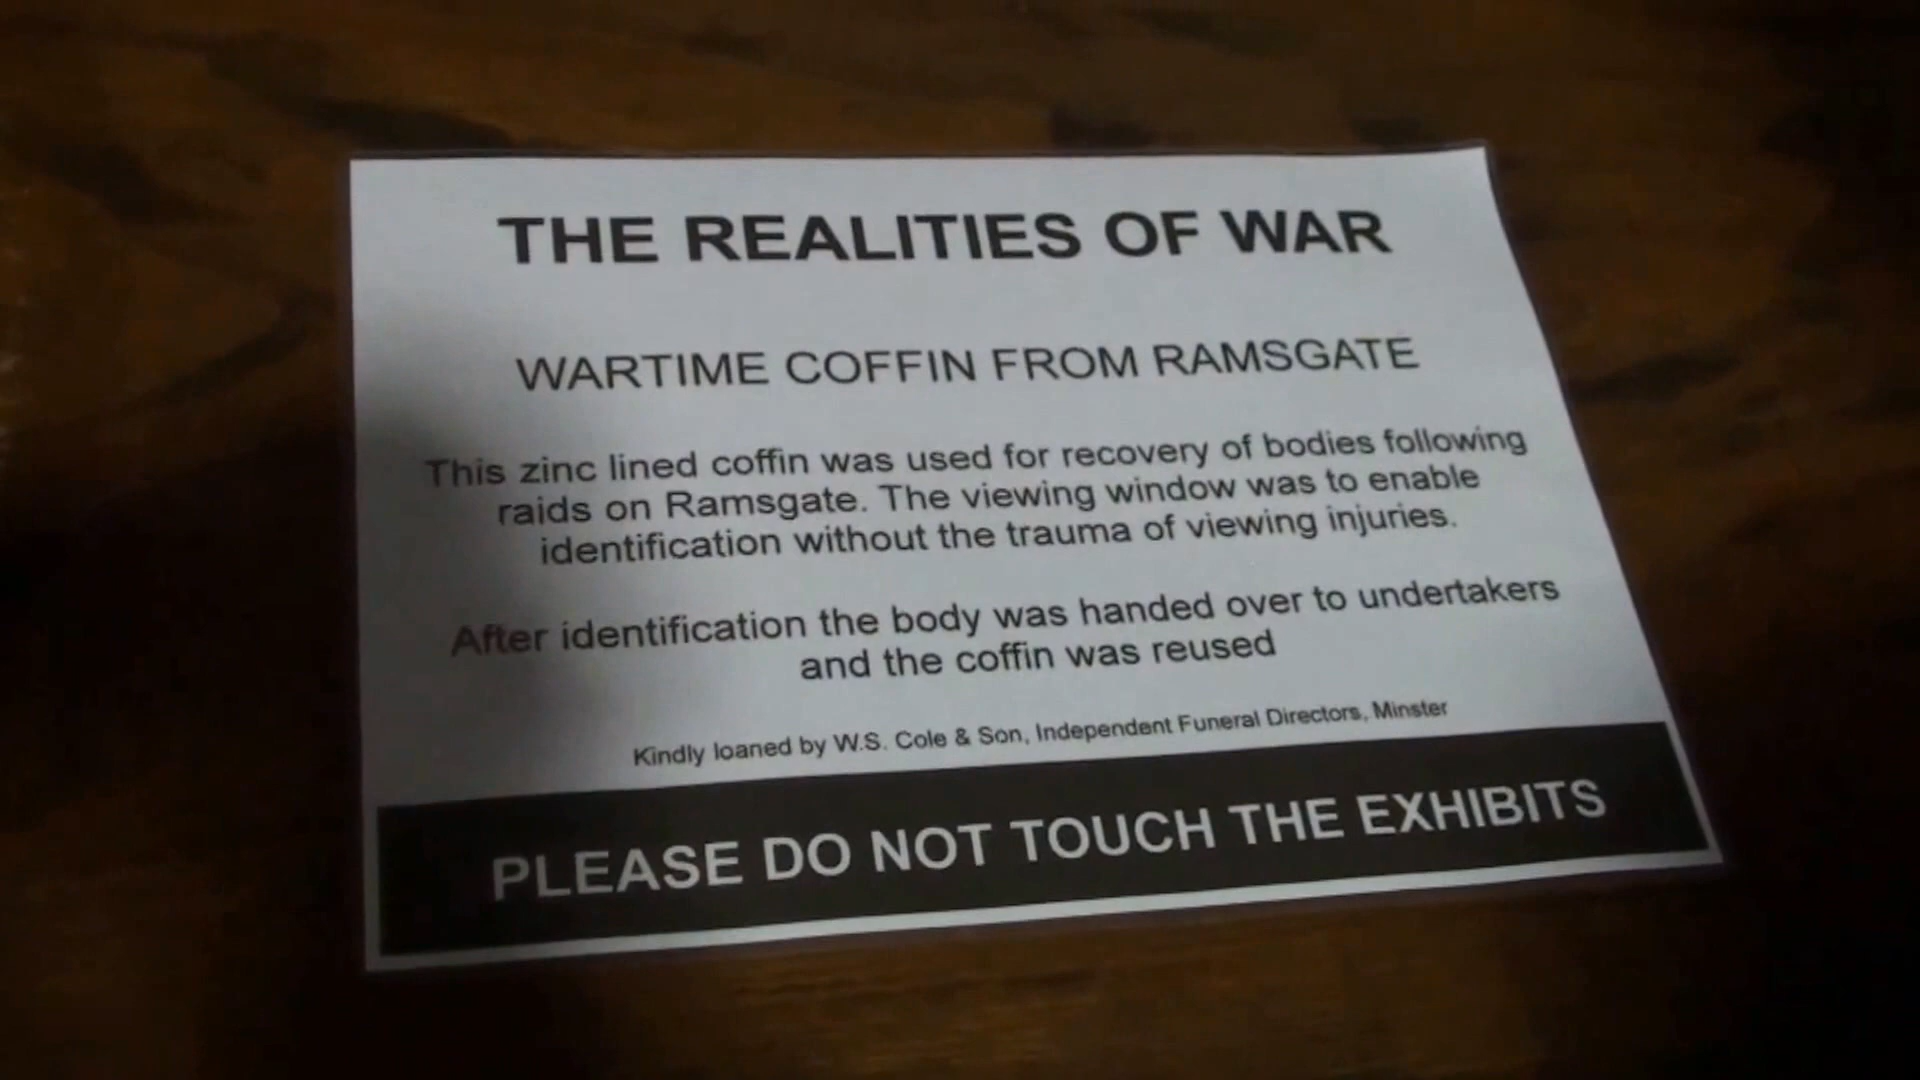 THE REALITIES OF WAR
WARTIME COFFIN FROM RAMSGATE
This zinc lined coffin was used for recovery of bodies following
raids on Ramsgate. The viewing window was to enable
identification without the trauma of viewing injuries.
After identification the body was handed over to undertakers
and the coffin was reused
Kindly loaned by W.S. Cole & Son, Independent Funeral Directors, Minster
PLEASE DO NOT TOUCH THE EXHIBITS